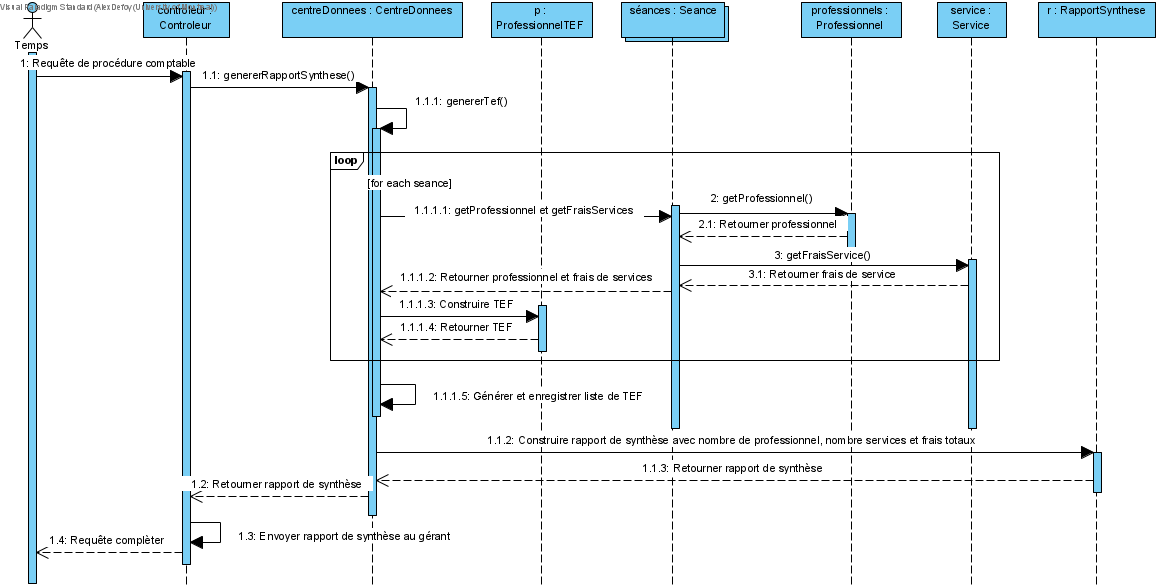 Visual Paradigm Standard (Alex Defoy (Université de Montréal))
controleur :
Controleur
centreDonnees : CentreDonnees
p :
ProfessionnelTEF
séances : Seance
professionnels :
Professionnel
service :
Service
r : RapportSynthese
Temps
1: Requête de procédure comptable
1.1: genererRapportSynthese()
1.1.1: genererTef()
loop
[for each seance]
2: getProfessionnel()
1.1.1.1: getProfessionnel et getFraisServices
2.1: Retourner professionnel
3: getFraisService()
3.1: Retourner frais de service
1.1.1.2: Retourner professionnel et frais de services
1.1.1.3: Construire TEF
1.1.1.4: Retourner TEF
1.1.1.5: Générer et enregistrer liste de TEF
1.1.2: Construire rapport de synthèse avec nombre de professionnel, nombre services et frais totaux
1.1.3: Retourner rapport de synthèse
1.2: Retourner rapport de synthèse
1.3: Envoyer rapport de synthèse au gérant
1.4: Requête complèter